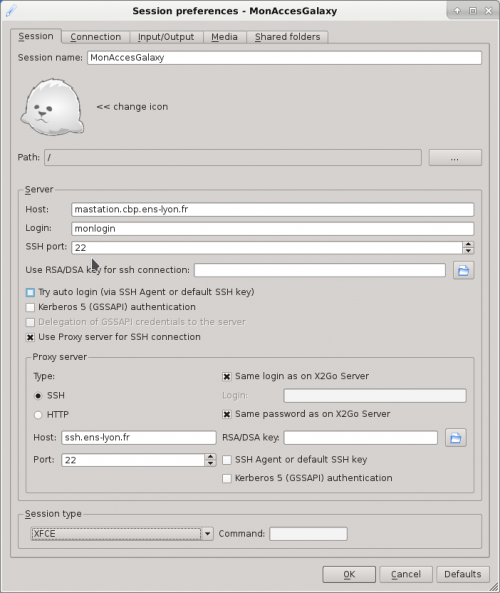 Session preferences - MonAccesGalaxy
Session Connection Input/Output Media Shared folders
Session name: MonAccesGalaxy
<< change icon
Path: / ...
Server
Host: mastation.cbp.ens-lyon.fr
Login: monlogin
SSH port: 22
Use RSA/DSA key for ssh connection:
Try auto login (via SSH Agent or default SSH key)
Kerberos 5 (GSSAPI) authentication
Delegation of GSSAPI credentials to the server
Use Proxy server for SSH connection
Proxy server
Type: Same login as on X2Go Server
SSH Login:
HTTP Same password as on X2Go Server
Host: ssh.ens-lyon.fr RSA/DSA key:
Port: 22 SSH Agent or default SSH key
Kerberos 5 (GSSAPI) authentication
Session type
XFCE Command:
OK Cancel Defaults